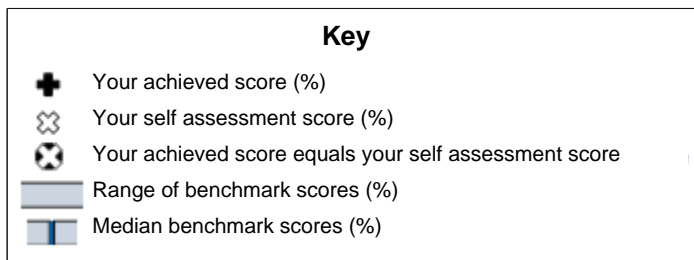 Key
Your achieved score (%)
Your self assessment score (%)
Your achieved score equals your self assessment score
Range of benchmark scores (%)
Median benchmark scores (%)